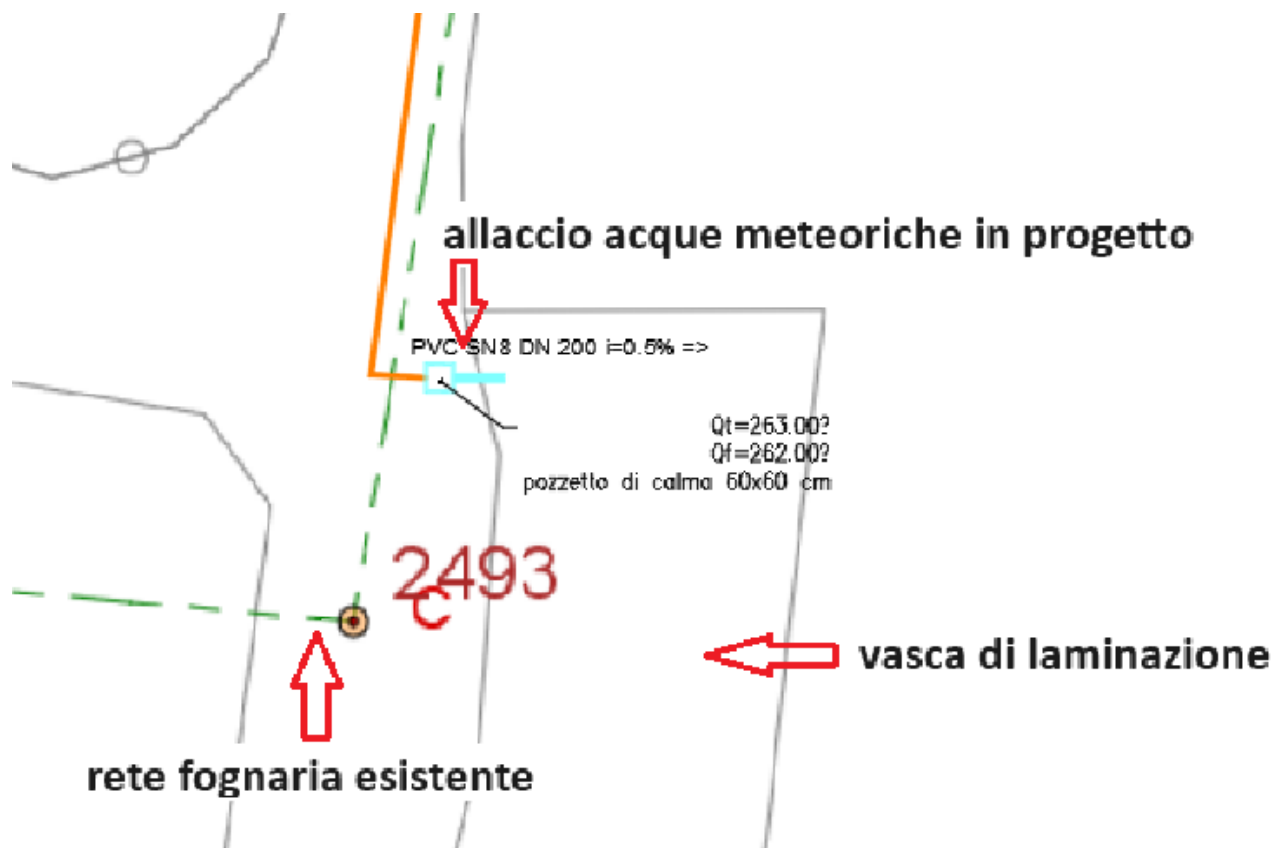 allaccio acque meteoriche in progetto
PVC SN8 DN 200 i=0.5% =>
Qt=263.00?
Qf=262.00?
pozzetto di calma 60x60 cm
2493
C
vasca di laminazione
rete fognaria esistente